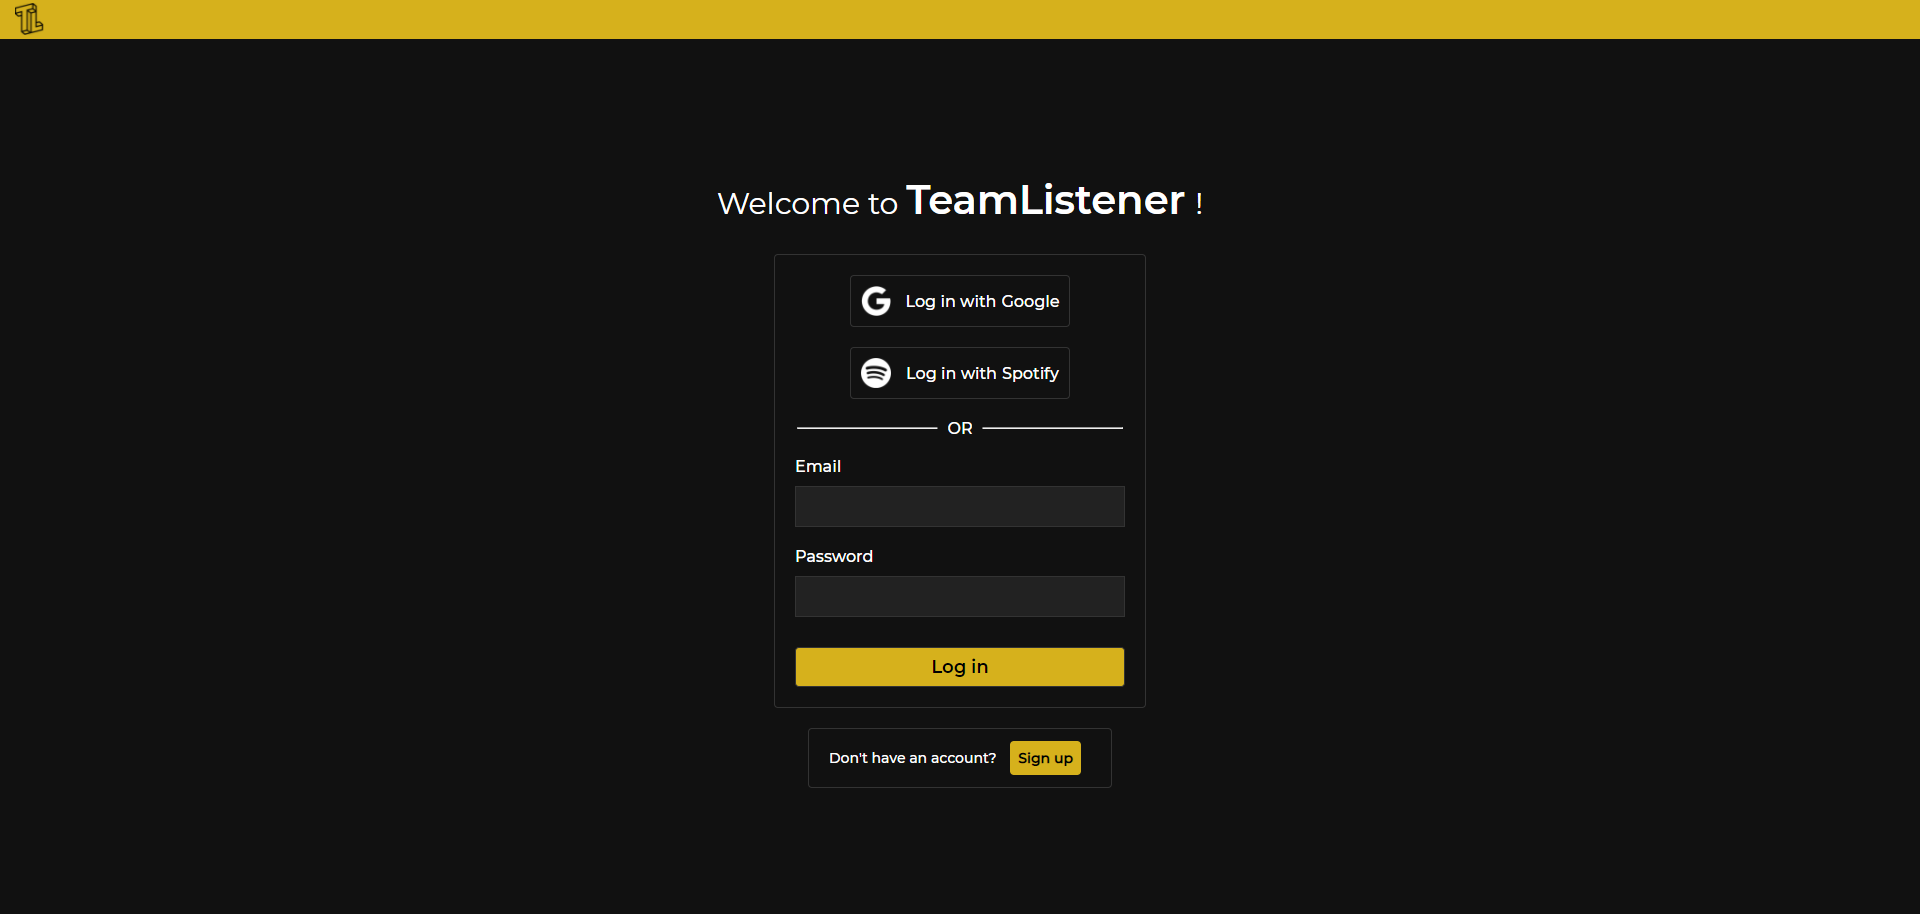 TL
Welcome to TeamListener !
Log in with Google
Log in with Spotify
OR
Email
Password
Log in
Don't have an account? Sign up